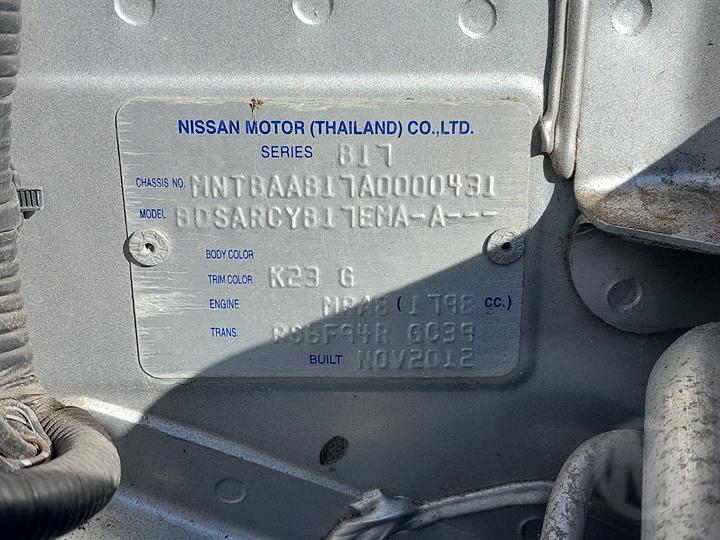 NISSAN MOTOR (THAILAND) CO.,LTD.
SERIES B17
CHASSIS NO. MNTBAAB17A0000431
MODEL BDSARCYB17EMA-A---
BODY COLOR
TRIM COLOR K23 G
ENGINE MRA8 ( 1798 CC.)
TRANS. RS6F94R GC39
BUILT NOV2012